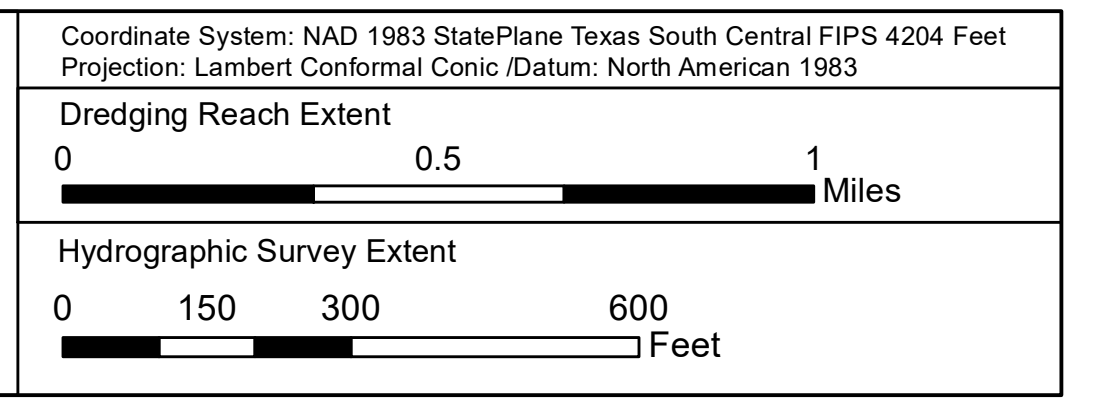 Coordinate System: NAD 1983 StatePlane Texas South Central FIPS 4204 Feet
Projection: Lambert Conformal Conic /Datum: North American 1983
Dredging Reach Extent
0 0.5 1
Miles
Hydrographic Survey Extent
0 150 300 600
Feet